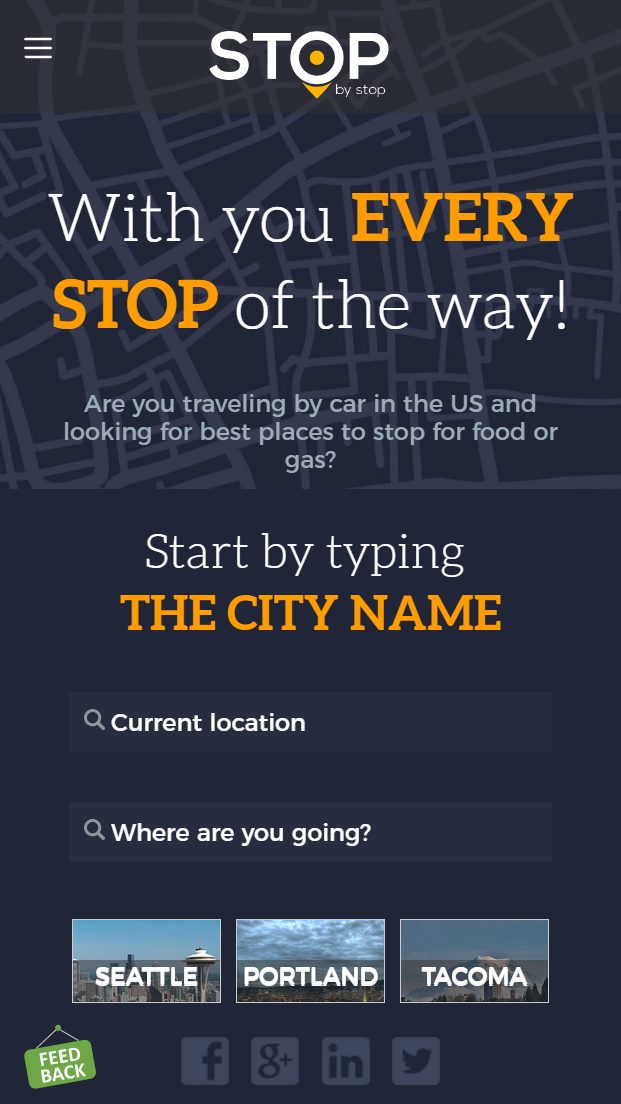 STOP
by stop
With you EVERY
STOP of the way!
Are you traveling by car in the US and
looking for best places to stop for food or
gas?
Start by typing
THE CITY NAME
Current location
Where are you going?
SEATTLE PORTLAND TACOMA
FEED
BACK
f g+ in